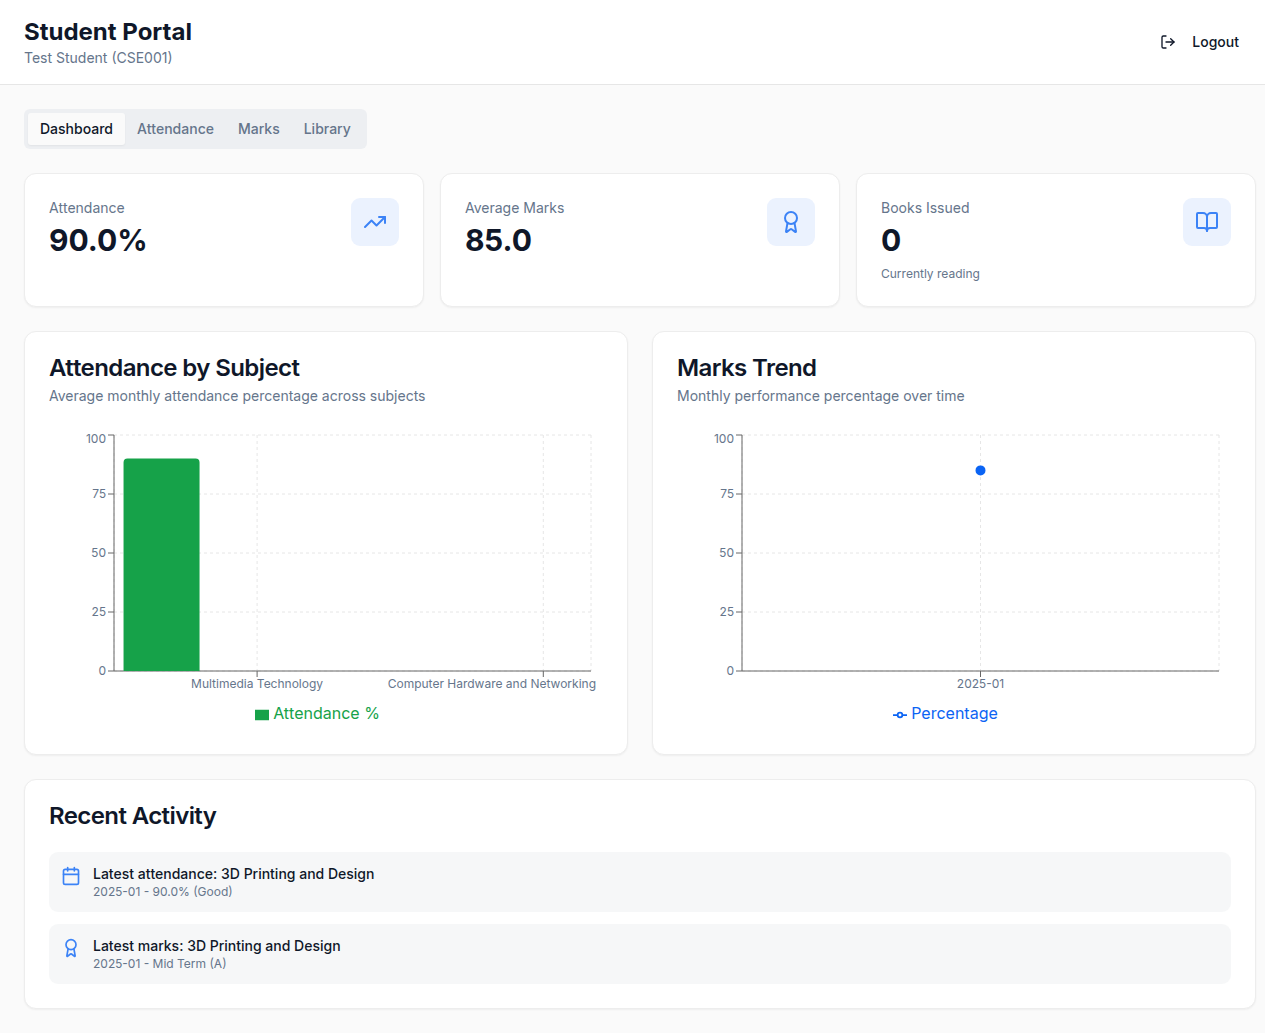 Student Portal
Test Student (CSE001)
Logout
Dashboard
Attendance
Marks
Library
Attendance
90.0%
Average Marks
85.0
Books Issued
0
Currently reading
Attendance by Subject
Average monthly attendance percentage across subjects
100
75
50
25
0
Multimedia Technology
Computer Hardware and Networking
Attendance %
Marks Trend
Monthly performance percentage over time
100
75
50
25
0
2025-01
Percentage
Recent Activity
Latest attendance: 3D Printing and Design
2025-01 - 90.0% (Good)
Latest marks: 3D Printing and Design
2025-01 - Mid Term (A)